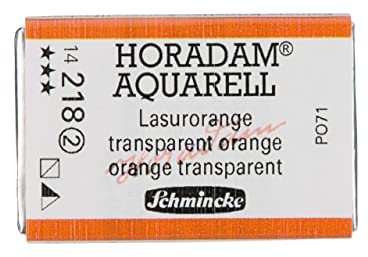 HORADAM®
AQUARELL
Lasurorange
transparent orange
orange transparent
Schmincke
14 218 ②
★★★
PO71